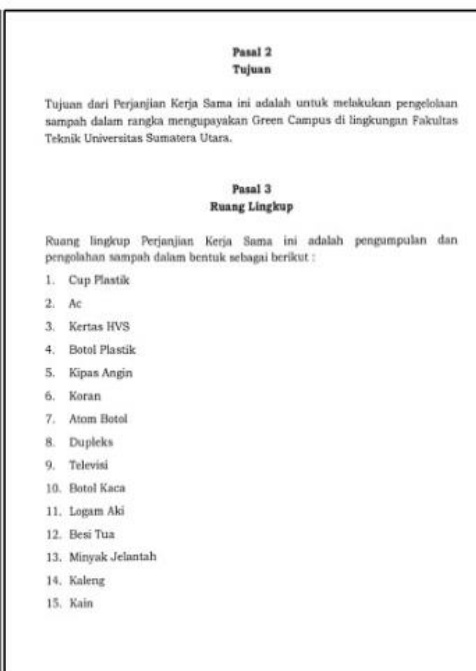 Pasal 2
Tujuan
Tujuan dari Perjanjian Kerja Sama ini adalah untuk melakukan pengelolaan
sampah dalam rangka mengupayakan Green Campus di lingkungan Fakultas
Teknik Universitas Sumatera Utara.
Pasal 3
Ruang Lingkup
Ruang lingkup Perjanjian Kerja Sama ini adalah pengumpulan dan
pengolahan sampah dalam bentuk sebagai berikut :
1. Cup Plastik
2. Ac
3. Kertas HVS
4. Botol Plastik
5. Kipas Angin
6. Koran
7. Atom Botol
8. Dupleks
9. Televisi
10. Botol Kaca
11. Logam Aki
12. Besi Tua
13. Minyak Jelantah
14. Kaleng
15. Kain